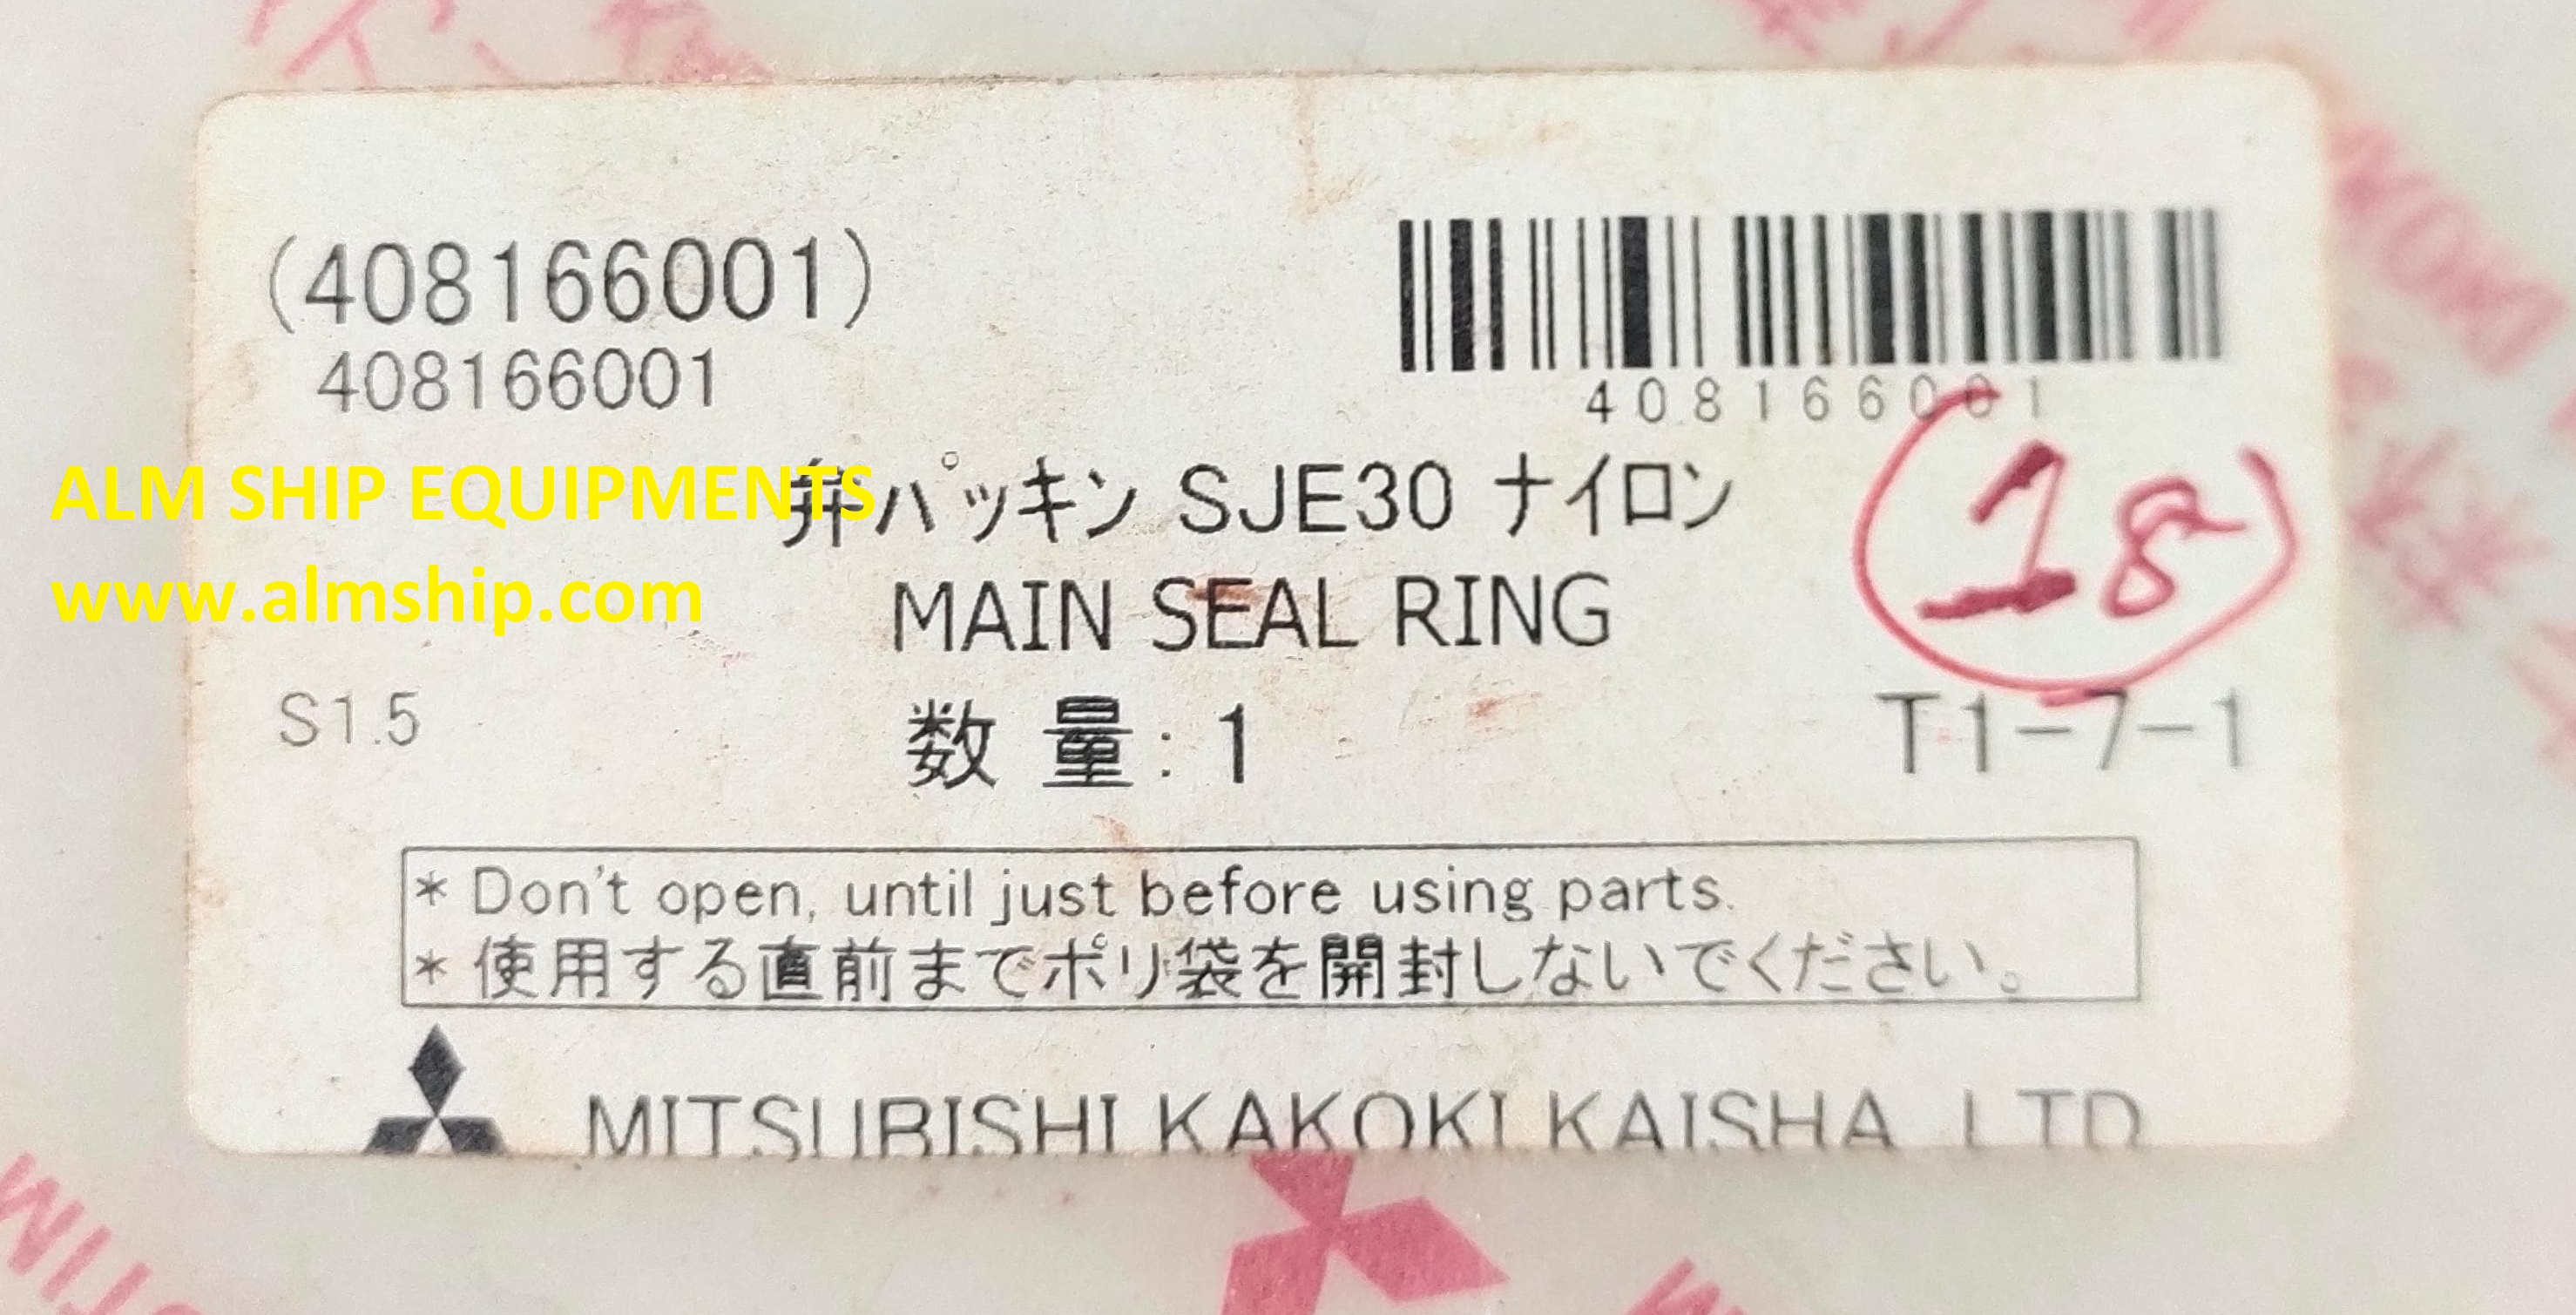 (408166001)
408166001
408166001
ALM SHIP EQUIPMENTS
弁パッキン SJE30 ナイロン
18
www.almship.com
MAIN SEAL RING
S1.5
数量:1
T1-7-1
* Don't open, until just before using parts.
* 使用する直前までポリ袋を開封しないでください。
MITSUBISHI KAKOKI KAISHA, LTD